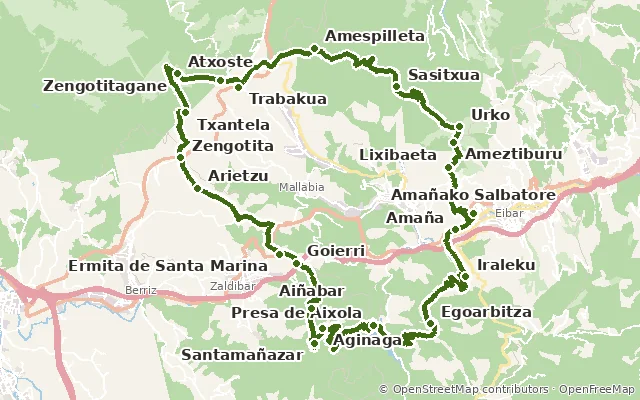 Amespilleta
Atxoste
Sasitxua
Zengotitagane
Trabakua
Urko
Txantela
Zengotita
Lixibaeta
Ameztiburu
Arietzu
Mallabia
Amañako Salbatore
Eibar
Amaña
Goierri
Ermita de Santa Marina
Iraleku
Zaldibar
Berriz
Aiñabar
Presa de Aixola
Egoarbitza
Aginaga
Santamañazar
© OpenStreetMap contributors · OpenFreeMap